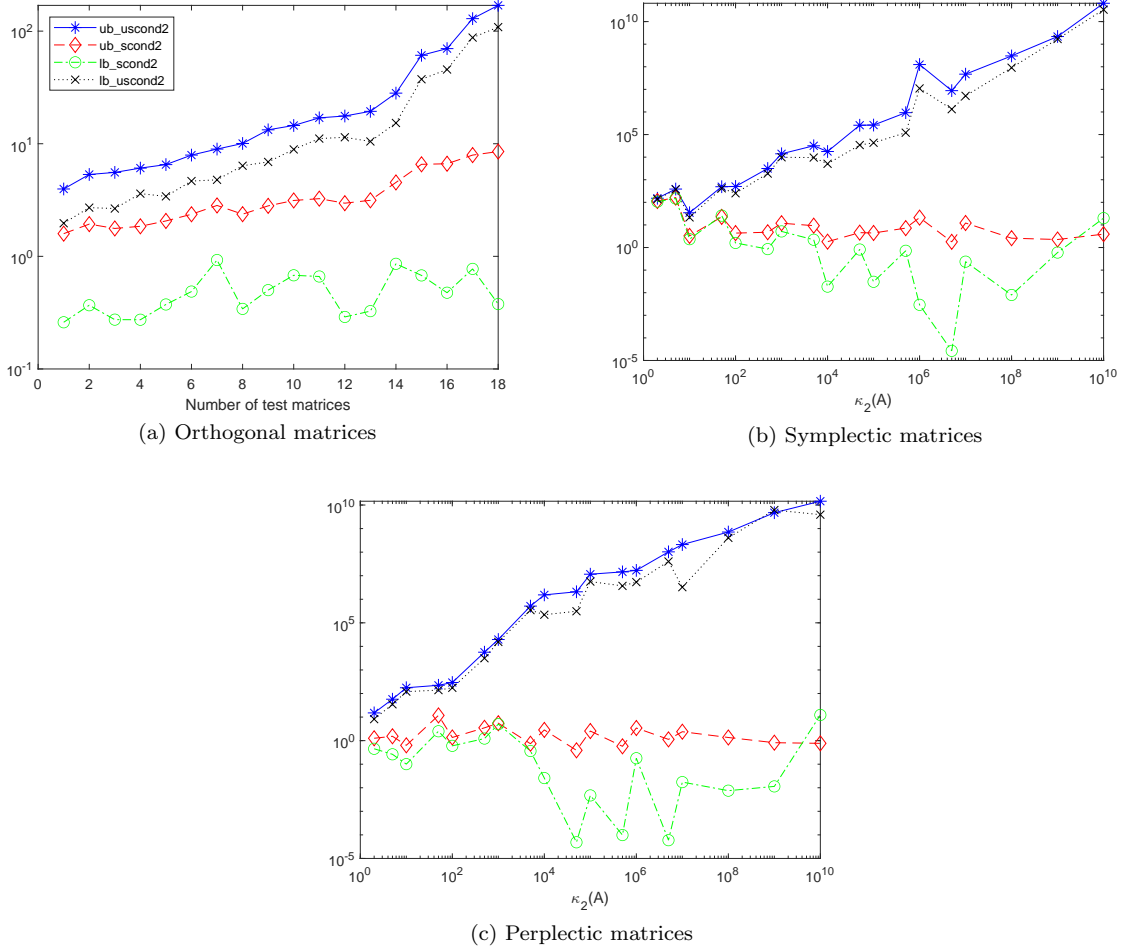 10^2
10^1
10^0
10^-1
ub_uscond2
ub_scond2
lb_scond2
lb_uscond2
0 2 4 6 8 10 12 14 16 18
Number of test matrices
(a) Orthogonal matrices
10^10
10^5
10^0
10^-5
10^0 10^2 10^4 10^6 10^8 10^10
κ_2(A)
(b) Symplectic matrices
10^10
10^5
10^0
10^-5
10^0 10^2 10^4 10^6 10^8 10^10
κ_2(A)
(c) Perplectic matrices